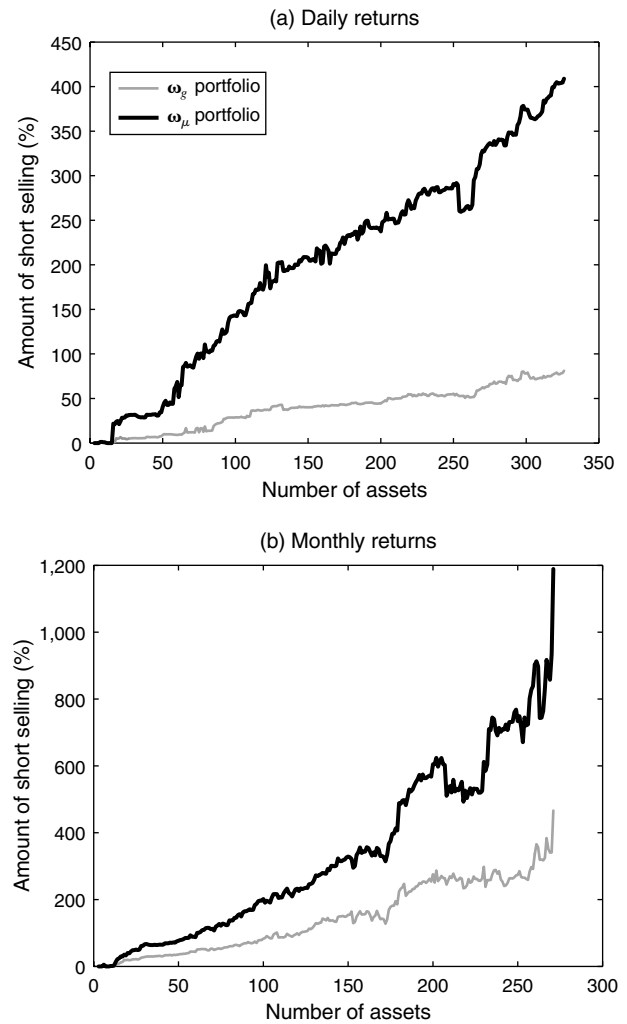 (a) Daily returns
450
400
350
300
250
200
150
100
50
0
Amount of short selling (%)
ωg portfolio
ωμ portfolio
0 50 100 150 200 250 300 350
Number of assets
(b) Monthly returns
1,200
1,000
800
600
400
200
0
Amount of short selling (%)
0 50 100 150 200 250 300
Number of assets